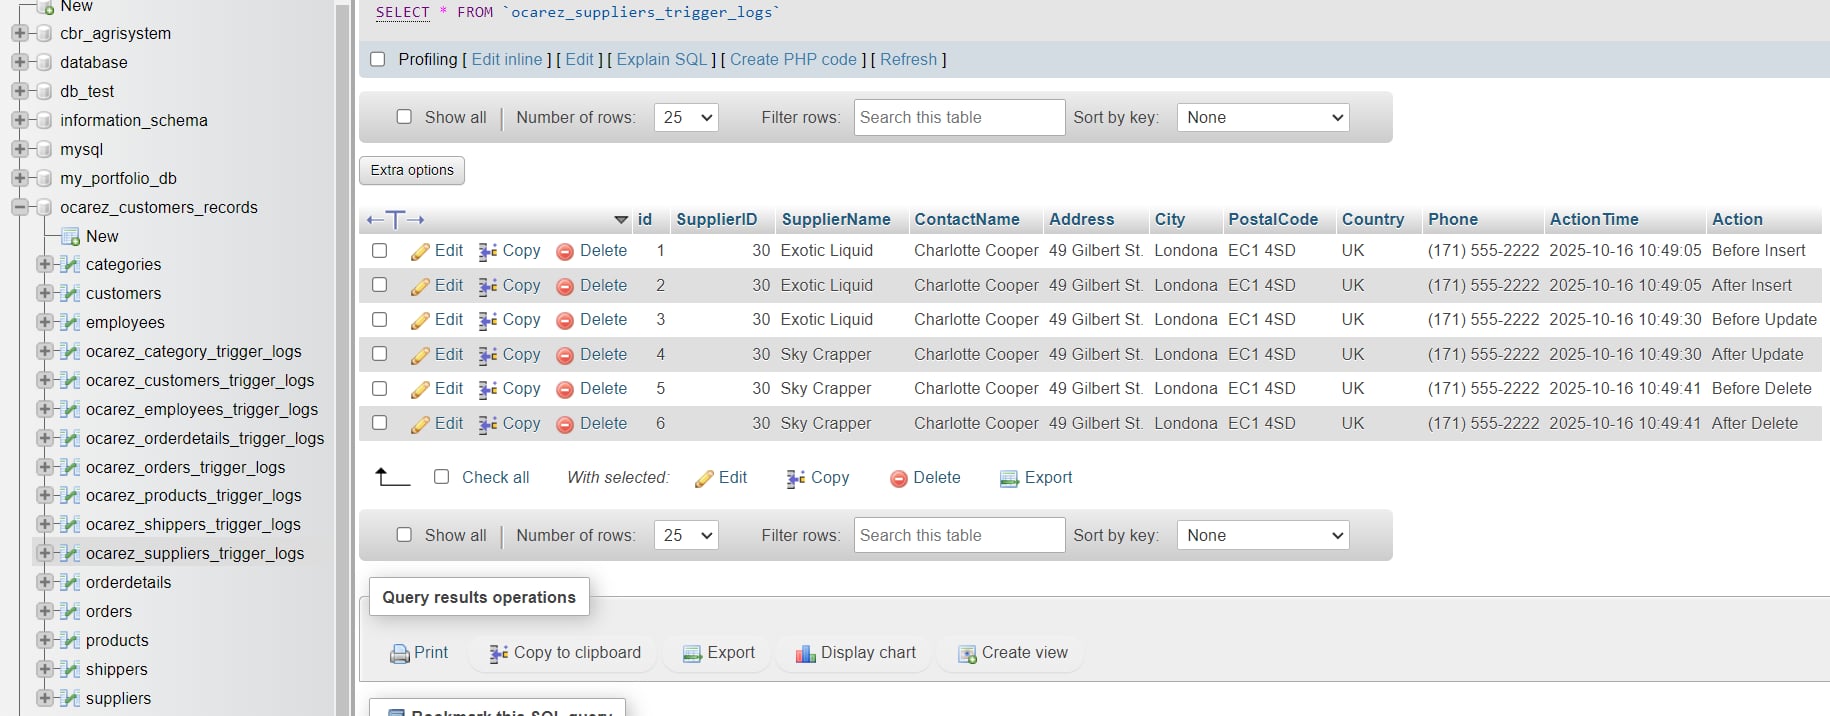 New
cbr_agrisystem
database
db_test
information_schema
mysql
my_portfolio_db
ocarez_customers_records
New
categories
customers
employees
ocarez_category_trigger_logs
ocarez_customers_trigger_logs
ocarez_employees_trigger_logs
ocarez_orderdetails_trigger_logs
ocarez_orders_trigger_logs
ocarez_products_trigger_logs
ocarez_shippers_trigger_logs
ocarez_suppliers_trigger_logs
orderdetails
orders
products
shippers
suppliers
SELECT * FROM `ocarez_suppliers_trigger_logs`
Profiling [ Edit inline ] [ Edit ] [ Explain SQL ] [ Create PHP code ] [ Refresh ]
Show all | Number of rows: 25 Filter rows: Search this table Sort by key: None
Extra options
id SupplierID SupplierName ContactName Address City PostalCode Country Phone ActionTime Action
Edit Copy Delete 1 30 Exotic Liquid Charlotte Cooper 49 Gilbert St. Londona EC1 4SD UK (171) 555-2222 2025-10-16 10:49:05 Before Insert
Edit Copy Delete 2 30 Exotic Liquid Charlotte Cooper 49 Gilbert St. Londona EC1 4SD UK (171) 555-2222 2025-10-16 10:49:05 After Insert
Edit Copy Delete 3 30 Exotic Liquid Charlotte Cooper 49 Gilbert St. Londona EC1 4SD UK (171) 555-2222 2025-10-16 10:49:30 Before Update
Edit Copy Delete 4 30 Sky Crapper Charlotte Cooper 49 Gilbert St. Londona EC1 4SD UK (171) 555-2222 2025-10-16 10:49:30 After Update
Edit Copy Delete 5 30 Sky Crapper Charlotte Cooper 49 Gilbert St. Londona EC1 4SD UK (171) 555-2222 2025-10-16 10:49:41 Before Delete
Edit Copy Delete 6 30 Sky Crapper Charlotte Cooper 49 Gilbert St. Londona EC1 4SD UK (171) 555-2222 2025-10-16 10:49:41 After Delete
Check all With selected: Edit Copy Delete Export
Show all | Number of rows: 25 Filter rows: Search this table Sort by key: None
Query results operations
Print Copy to clipboard Export Display chart Create view
Bookmark this SQL query